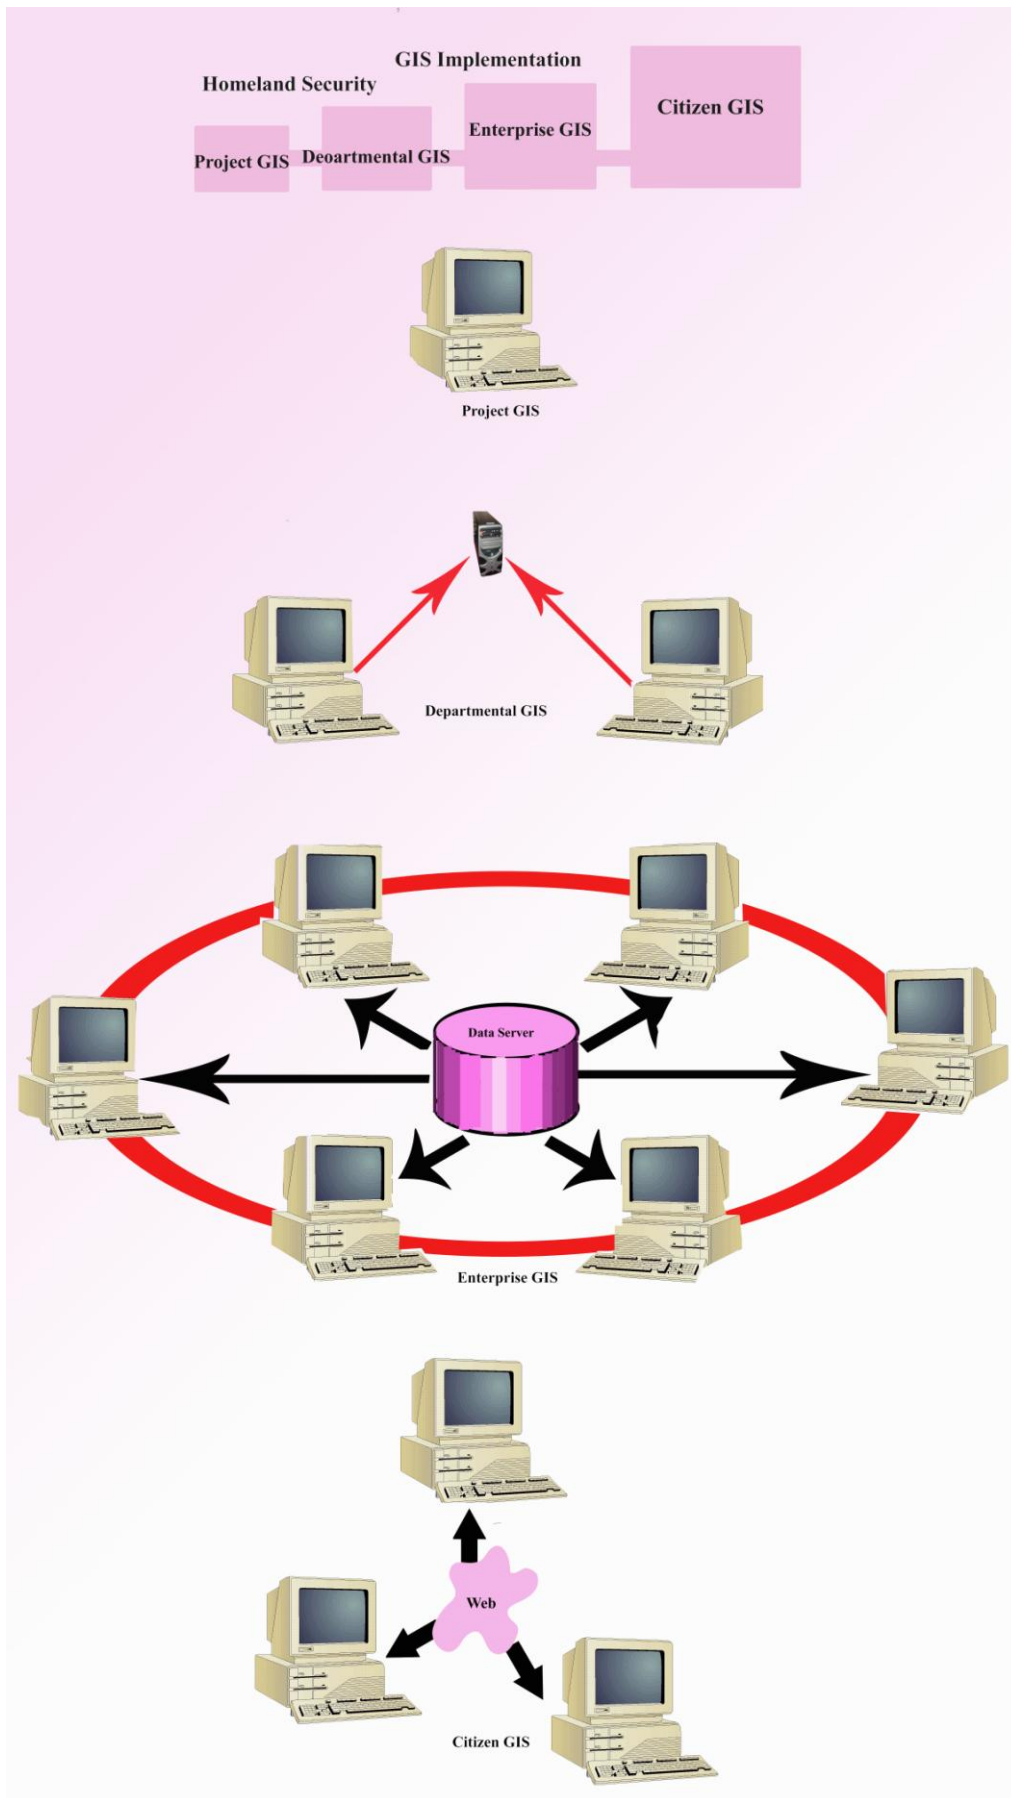 GIS Implementation
Homeland Security
Citizen GIS
Enterprise GIS
Deoartmental GIS
Project GIS
Project GIS
Departmental GIS
Data Server
Enterprise GIS
Web
Citizen GIS